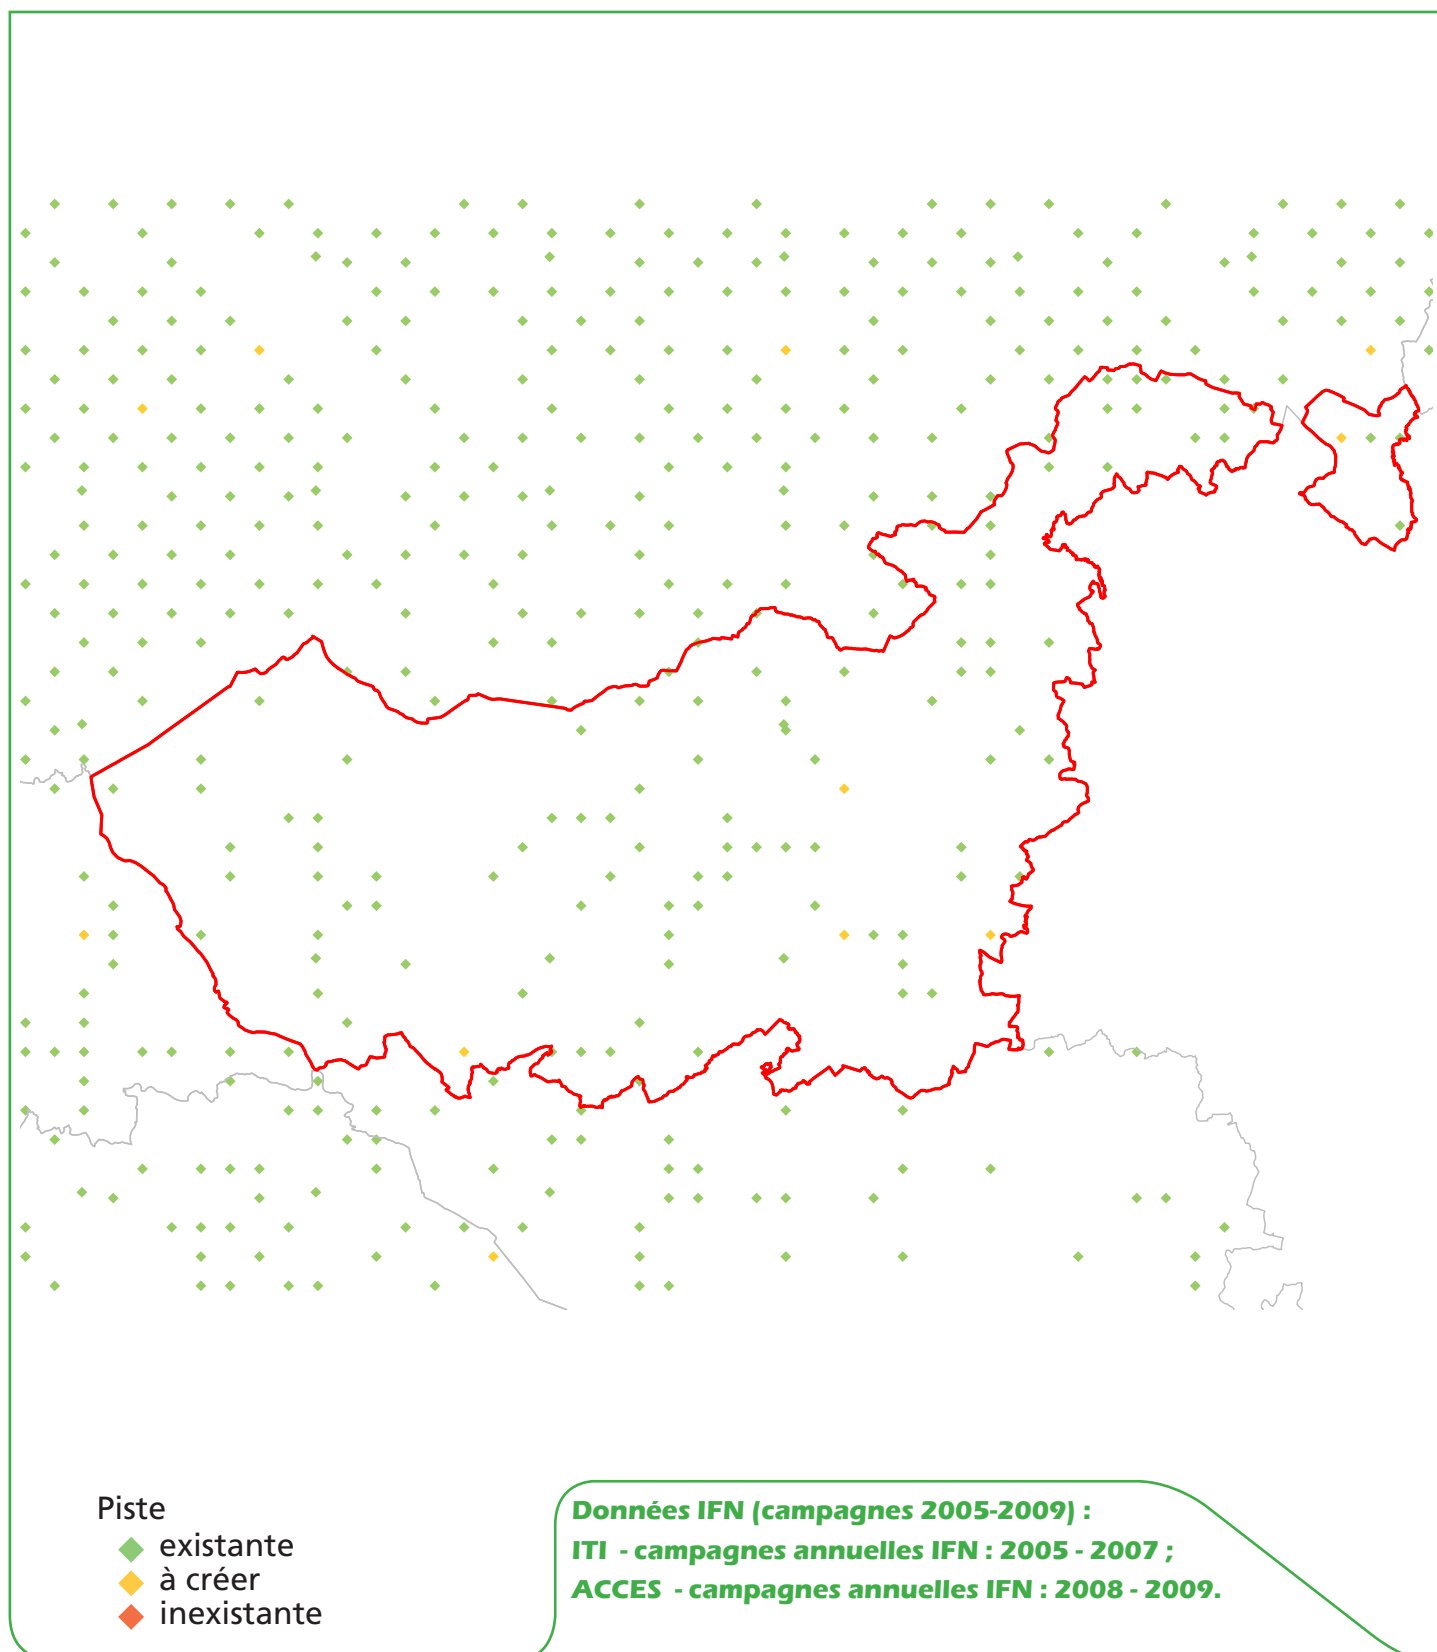 Piste
existante
à créer
inexistante
Données IFN (campagnes 2005-2009) :
ITI - campagnes annuelles IFN : 2005 - 2007 ;
ACCES - campagnes annuelles IFN : 2008 - 2009.